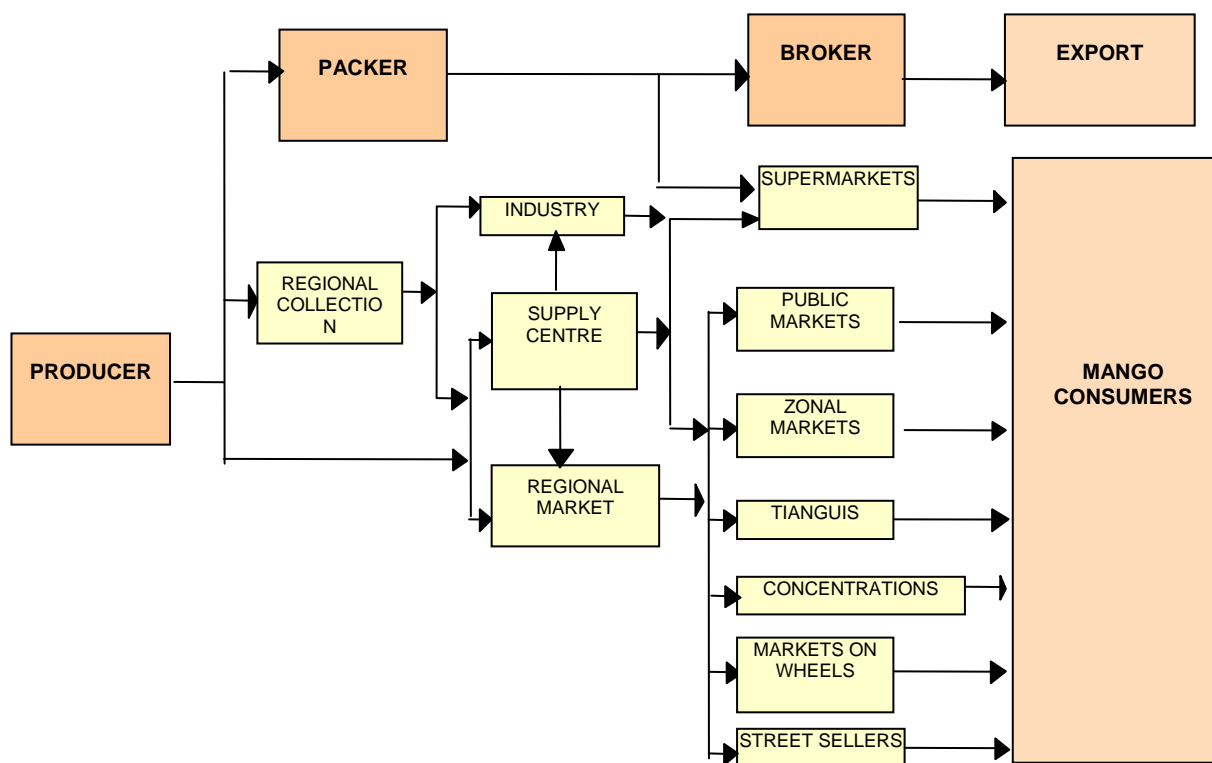 PACKER
BROKER
EXPORT
SUPERMARKETS
INDUSTRY
REGIONAL
COLLECTIO
N
SUPPLY
CENTRE
PUBLIC
MARKETS
PRODUCER
MANGO
CONSUMERS
ZONAL
MARKETS
REGIONAL
MARKET
TIANGUIS
CONCENTRATIONS
MARKETS ON
WHEELS
STREET SELLERS